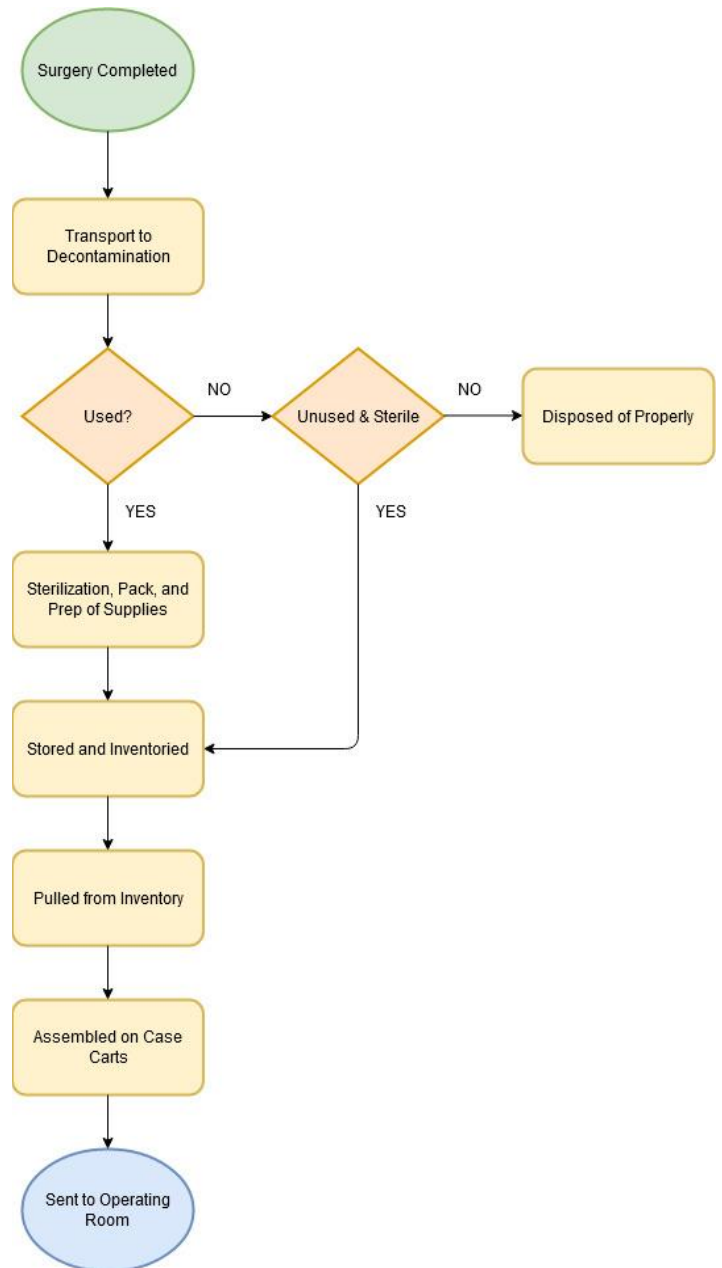 Surgery Completed
Transport to
Decontamination
Used?
NO
Unused & Sterile
NO
Disposed of Properly
YES
YES
Sterilization, Pack, and
Prep of Supplies
Stored and Inventoried
Pulled from Inventory
Assembled on Case
Carts
Sent to Operating
Room